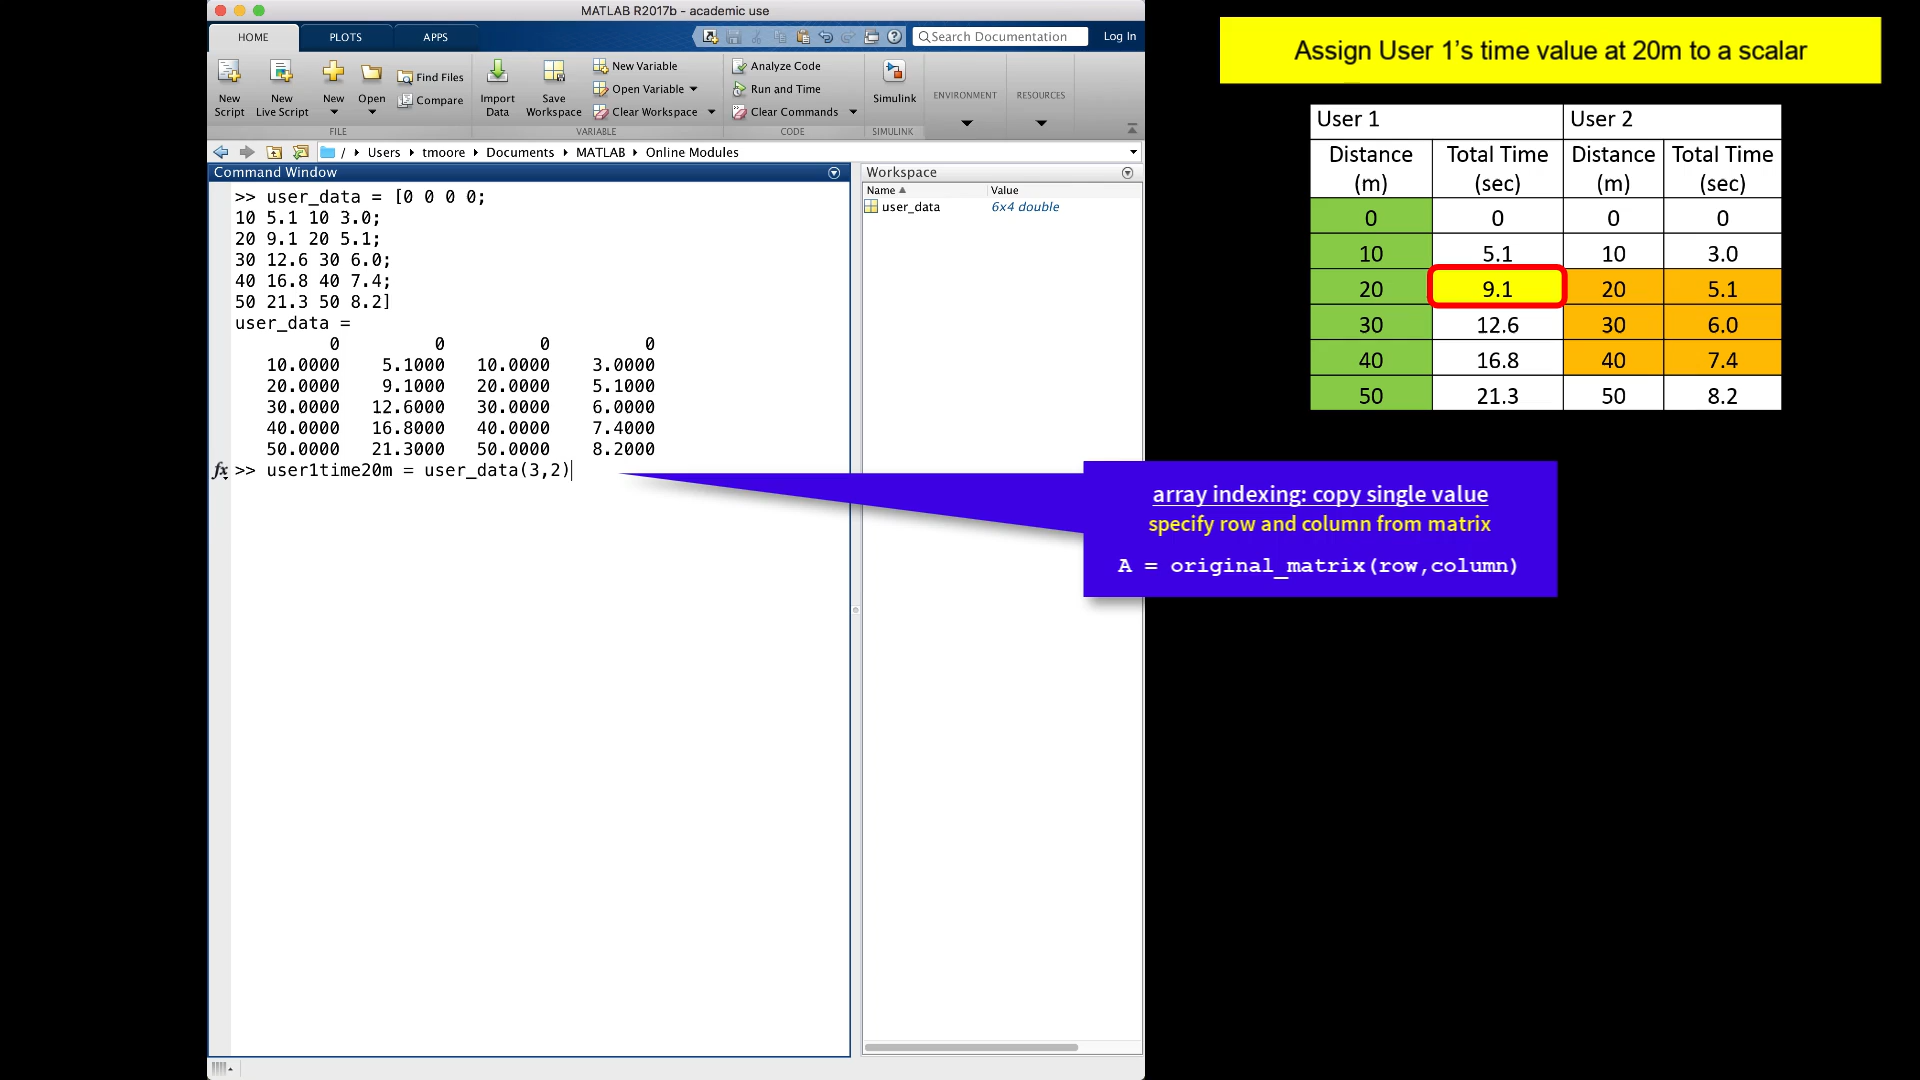 MATLAB R2017b - academic use
HOME PLOTS APPS Search Documentation Log In
New Script
New Live Script
New
Open
Find Files
Compare
Import Data
Save Workspace
New Variable
Open Variable
Clear Workspace
Analyze Code
Run and Time
Clear Commands
Simulink
ENVIRONMENT
RESOURCES
FILE VARIABLE CODE SIMULINK
/ Users tmoore Documents MATLAB Online Modules
Command Window
>> user_data = [0 0 0 0;
10 5.1 10 3.0;
20 9.1 20 5.1;
30 12.6 30 6.0;
40 16.8 40 7.4;
50 21.3 50 8.2]
user_data =
0 0 0 0
10.0000 5.1000 10.0000 3.0000
20.0000 9.1000 20.0000 5.1000
30.0000 12.6000 30.0000 6.0000
40.0000 16.8000 40.0000 7.4000
50.0000 21.3000 50.0000 8.2000
fx >> user1time20m = user_data(3,2)
Workspace
Name Value
user_data 6x4 double
Assign User 1's time value at 20m to a scalar
User 1 User 2
Distance (m) Total Time (sec) Distance (m) Total Time (sec)
0 0 0 0
10 5.1 10 3.0
20 9.1 20 5.1
30 12.6 30 6.0
40 16.8 40 7.4
50 21.3 50 8.2
array indexing: copy single value
specify row and column from matrix
A = original_matrix(row,column)